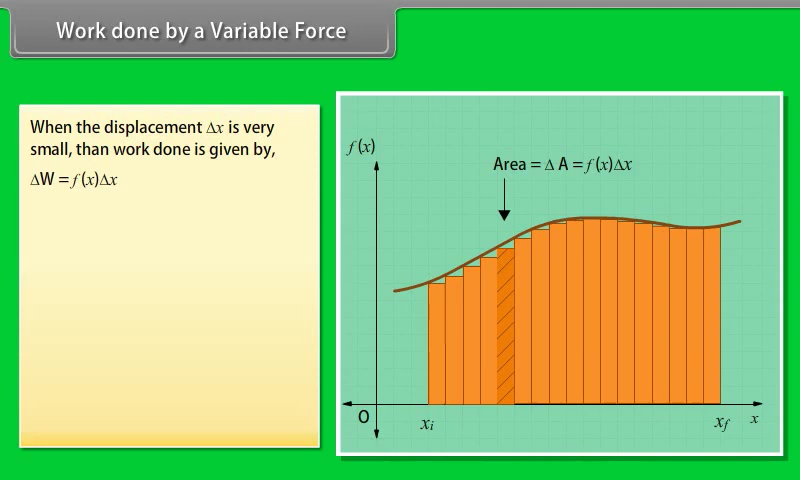 Work done by a Variable Force
When the displacement Δx is very
small, than work done is given by,
ΔW = f(x)Δx
f(x)
Area = Δ A = f(x)Δx
O
xi
xf
x